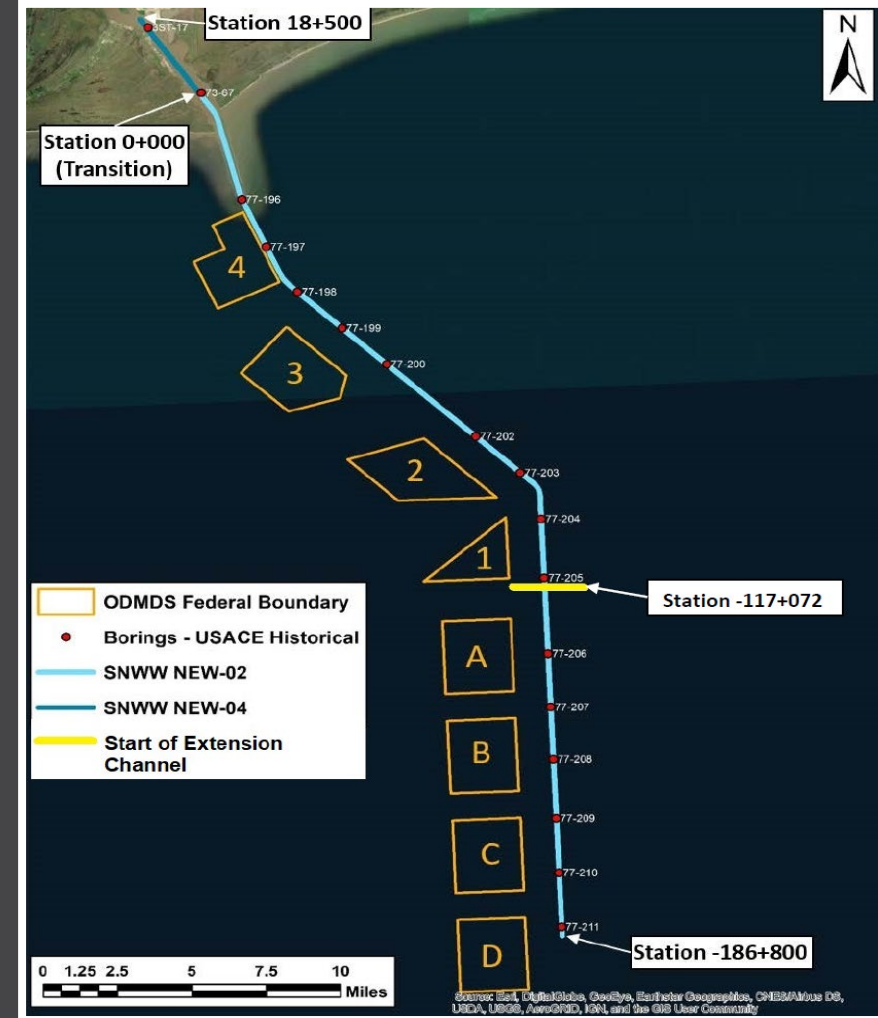 Station 18+500
3ST-17
73-67
N
Station 0+000
(Transition)
77-196
77-197
4
77-198
77-199
3
77-200
77-202
2
77-203
77-204
1
77-205
Station -117+072
ODMDS Federal Boundary
Borings - USACE Historical
SNWW NEW-02
SNWW NEW-04
Start of Extension
Channel
A
77-206
77-207
B
77-208
77-209
C
77-210
77-211
Station -186+800
D
0 1.25 2.5 5 7.5 10
Miles
Source: Esri, DigitalGlobe, GeoEye, Earthstar Geographics, CNES/Airbus DS,
USDA, USGS, AeroGRID, IGN, and the GIS User Community